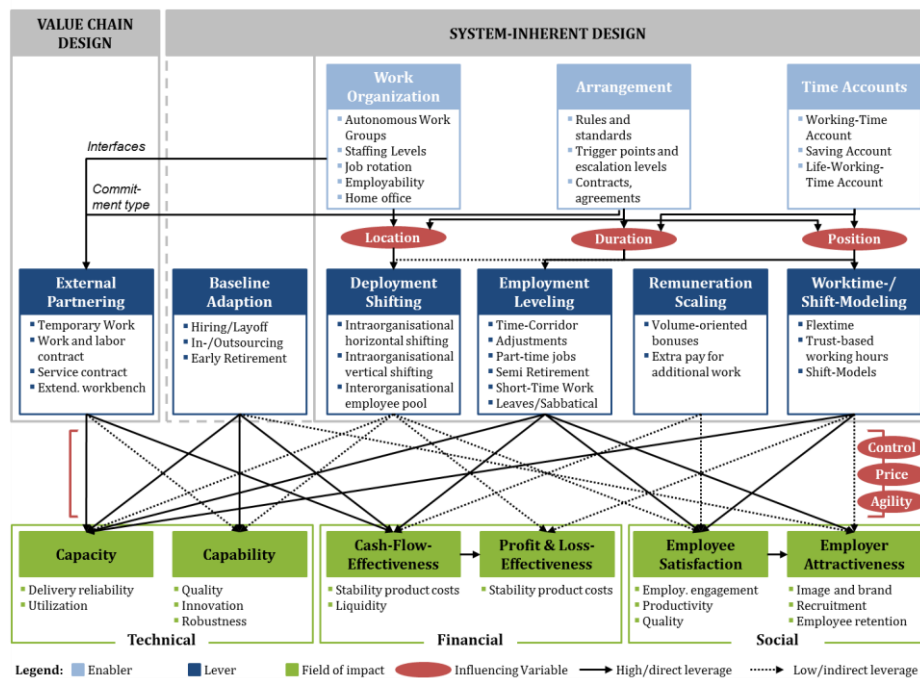 VALUE CHAIN
DESIGN
SYSTEM-INHERENT DESIGN
Work
Organization
Autonomous Work
Groups
Staffing Levels
Job rotation
Employability
Home office
Arrangement
Rules and
standards
Trigger points and
escalation levels
Contracts,
agreements
Time Accounts
Working-Time
Account
Saving Account
Life-Working-
Time Account
Interfaces
Commit-
ment type
Location
Duration
Position
External
Partnering
Temporary Work
Work and labor
contract
Service contract
Extend. workbench
Baseline
Adaption
Hiring/Layoff
In-/Outsourcing
Early Retirement
Deployment
Shifting
Intraorganisational
horizontal shifting
Intraorganisational
vertical shifting
Interorganisational
employee pool
Employment
Leveling
Time-Corridor
Adjustments
Part-time jobs
Semi Retirement
Short-Time Work
Leaves/Sabbatical
Remuneration
Scaling
Volume-oriented
bonuses
Extra pay for
additional work
Worktime-/
Shift-Modeling
Flextime
Trust-based
working hours
Shift-Models
Control
Price
Agility
Capacity
Delivery reliability
Utilization
Capability
Quality
Innovation
Robustness
Technical
Cash-Flow-
Effectiveness
Stability product costs
Liquidity
Profit & Loss-
Effectiveness
Stability product costs
Financial
Employee
Satisfaction
Employ. engagement
Productivity
Quality
Employer
Attractiveness
Image and brand
Recruitment
Employee retention
Social
Legend: Enabler Lever Field of impact Influencing Variable High/direct leverage Low/indirect leverage